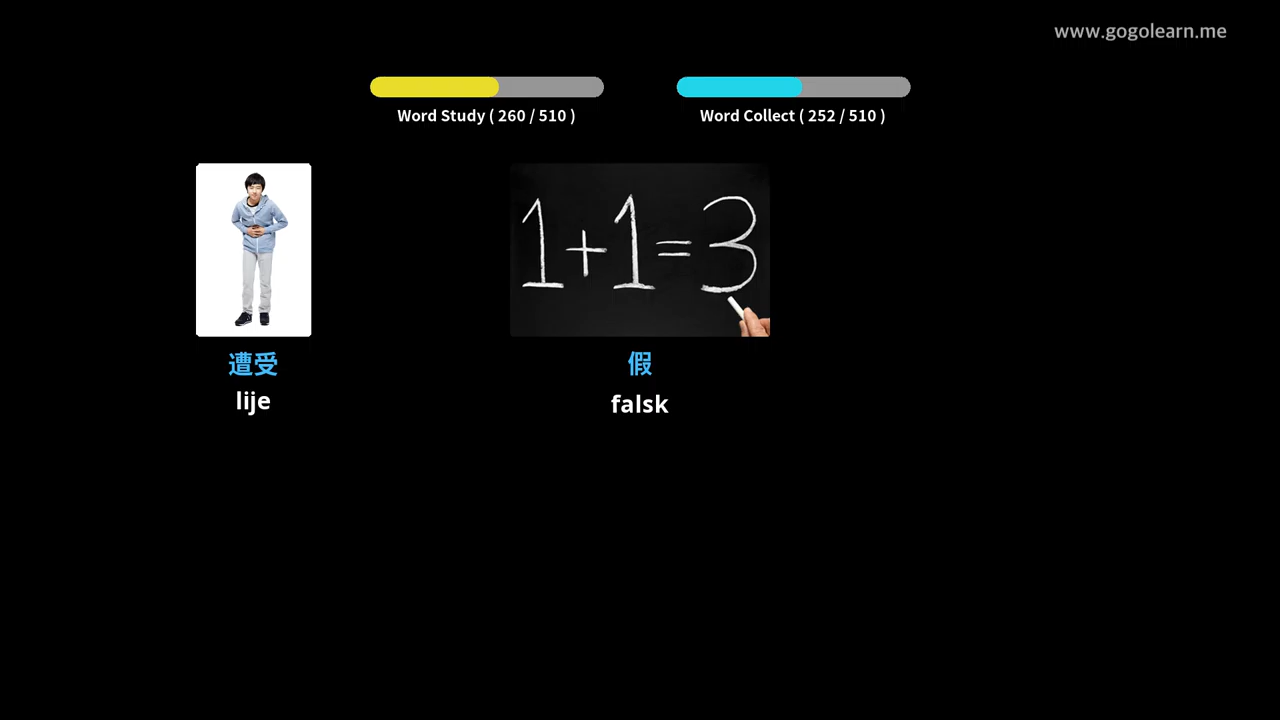 www.gogolearn.me
Word Study ( 260 / 510 )
Word Collect ( 252 / 510 )
1+1=3
遭受
lije
假
falsk